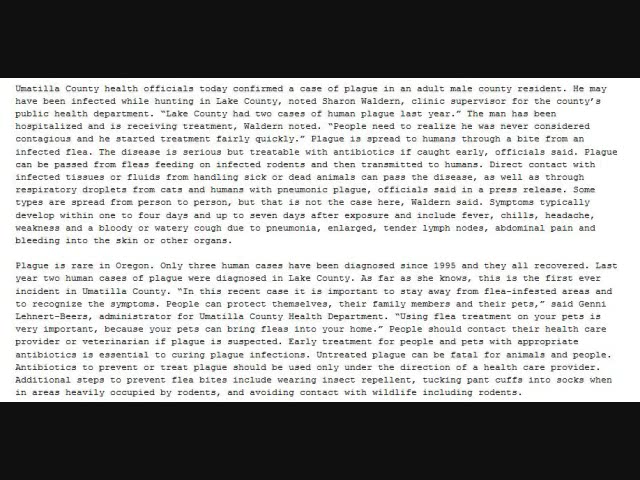 Umatilla County health officials today confirmed a case of plague in an adult male county resident. He may
have been infected while hunting in Lake County, noted Sharon Waldern, clinic supervisor for the county’s
public health department. “Lake County had two cases of human plague last year.” The man has been
hospitalized and is receiving treatment, Waldern noted. “People need to realize he was never considered
contagious and he started treatment fairly quickly.” Plague is spread to humans through a bite from an
infected flea. The disease is serious but treatable with antibiotics if caught early, officials said. Plague
can be passed from fleas feeding on infected rodents and then transmitted to humans. Direct contact with
infected tissues or fluids from handling sick or dead animals can pass the disease, as well as through
respiratory droplets from cats and humans with pneumonic plague, officials said in a press release. Some
types are spread from person to person, but that is not the case here, Waldern said. Symptoms typically
develop within one to four days and up to seven days after exposure and include fever, chills, headache,
weakness and a bloody or watery cough due to pneumonia, enlarged, tender lymph nodes, abdominal pain and
bleeding into the skin or other organs.
Plague is rare in Oregon. Only three human cases have been diagnosed since 1995 and they all recovered. Last
year two human cases of plague were diagnosed in Lake County. As far as she knows, this is the first ever
incident in Umatilla County. “In this recent case it is important to stay away from flea-infested areas and
to recognize the symptoms. People can protect themselves, their family members and their pets,” said Genni
Lehnert-Beers, administrator for Umatilla County Health Department. “Using flea treatment on your pets is
very important, because your pets can bring fleas into your home.” People should contact their health care
provider or veterinarian if plague is suspected. Early treatment for people and pets with appropriate
antibiotics is essential to curing plague infections. Untreated plague can be fatal for animals and people.
Antibiotics to prevent or treat plague should be used only under the direction of a health care provider.
Additional steps to prevent flea bites include wearing insect repellent, tucking pant cuffs into socks when
in areas heavily occupied by rodents, and avoiding contact with wildlife including rodents.